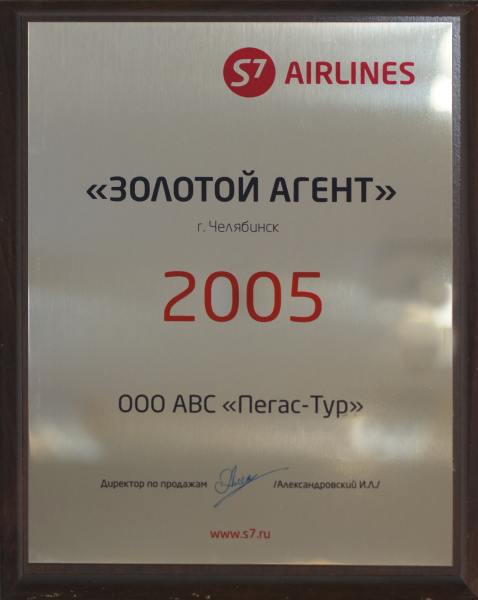 S7 AIRLINES
«ЗОЛОТОЙ АГЕНТ»
г. Челябинск
2005
ООО АВС «Пегас-Тур»
Директор по продажам /Александровский И.Л./
www.s7.ru